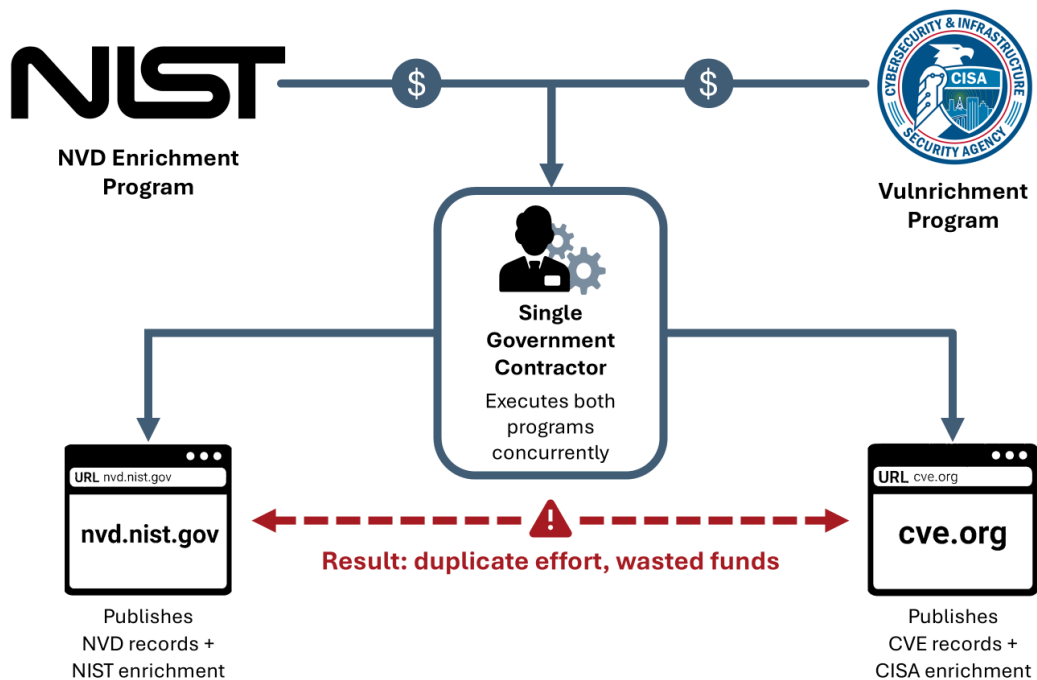 NIST
$
$
CYBERSECURITY & INFRASTRUCTURE
CISA
SECURITY AGENCY
NVD Enrichment
Program
Vulnrichment
Program
Single
Government
Contractor
Executes both
programs
concurrently
URL nvd.nist.gov
nvd.nist.gov
URL cve.org
cve.org
!
Result: duplicate effort, wasted funds
Publishes
NVD records +
NIST enrichment
Publishes
CVE records +
CISA enrichment